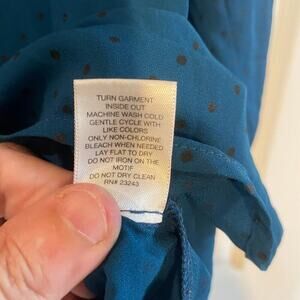 TURN GARMENT
INSIDE OUT
MACHINE WASH COLD
GENTLE CYCLE WITH
LIKE COLORS
ONLY NON-CHLORINE
BLEACH WHEN NEEDED
LAY FLAT TO DRY
DO NOT IRON ON THE
MOTIF
DO NOT DRY CLEAN
RN# 23243